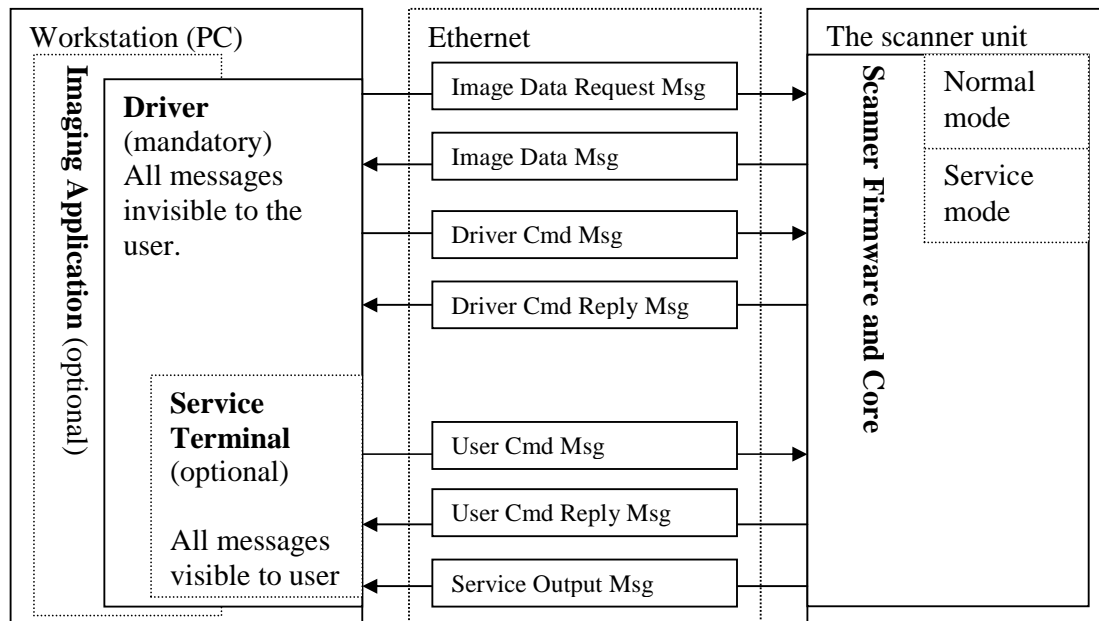 Workstation (PC)
Imaging Application (optional)
Driver
(mandatory)
All messages
invisible to the
user.
Service
Terminal
(optional)
All messages
visible to user
Ethernet
Image Data Request Msg
Image Data Msg
Driver Cmd Msg
Driver Cmd Reply Msg
User Cmd Msg
User Cmd Reply Msg
Service Output Msg
The scanner unit
Scanner Firmware and Core
Normal
mode
Service
mode